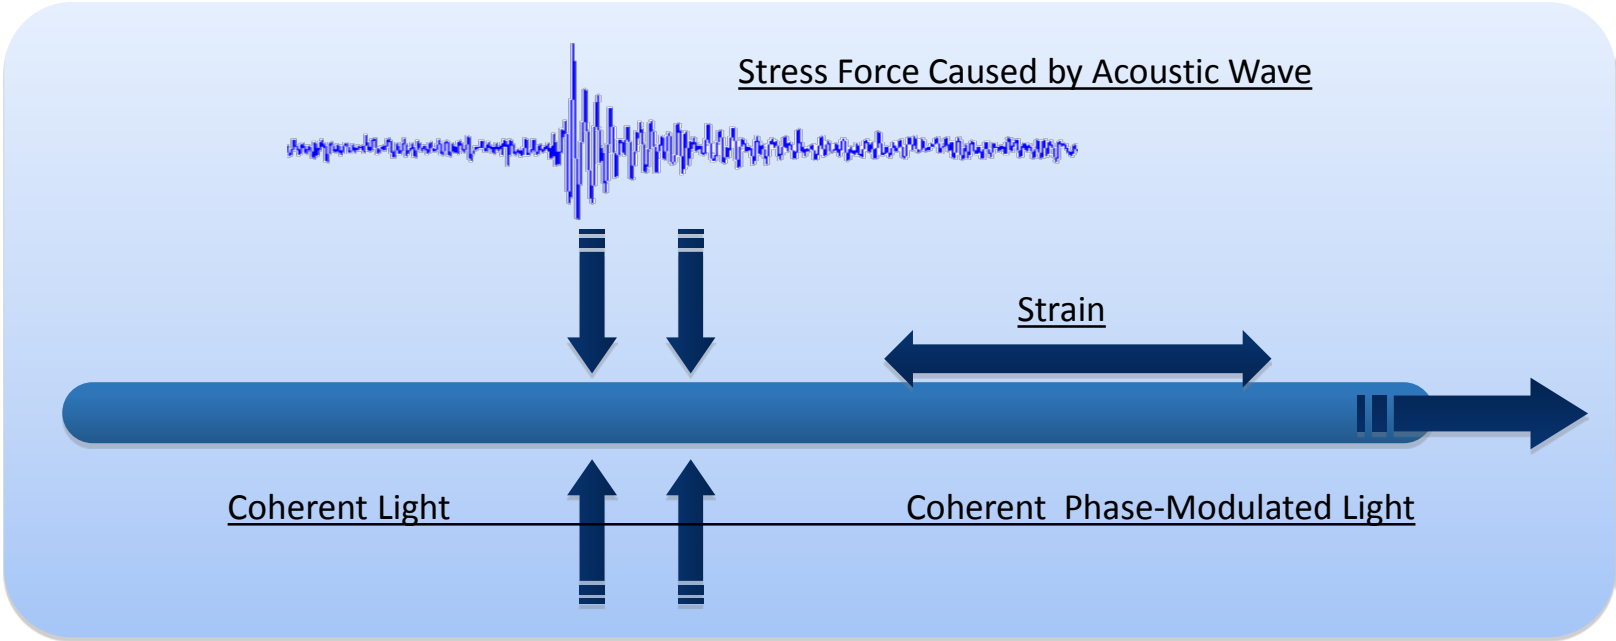 Stress Force Caused by Acoustic Wave
Strain
Coherent Light Coherent  Phase-Modulated Light